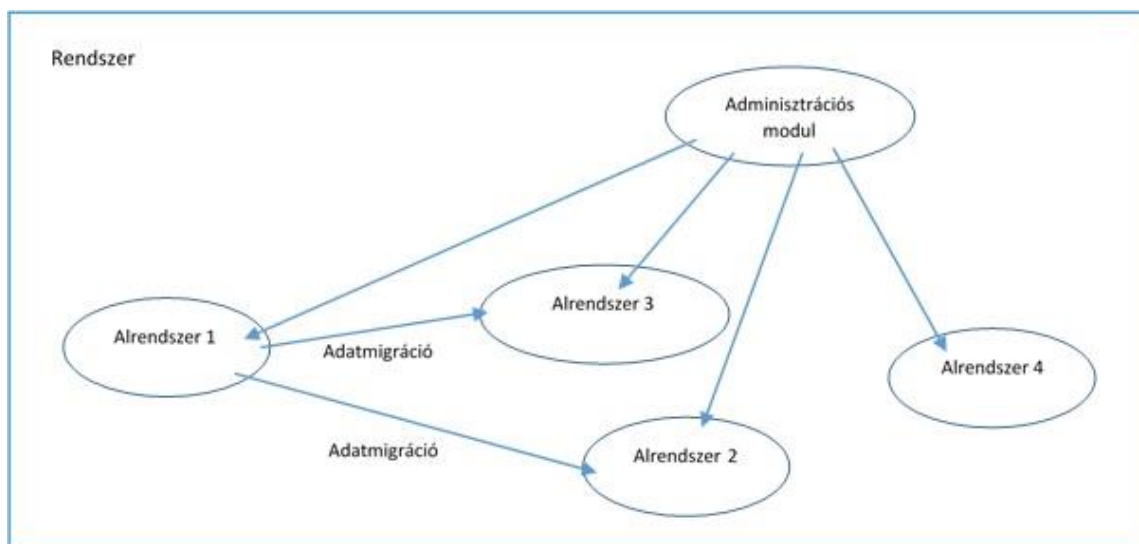 Rendszer
Adminisztrációs
modul
Alrendszer 3
Alrendszer 1
Adatmigráció
Alrendszer 4
Adatmigráció
Alrendszer 2